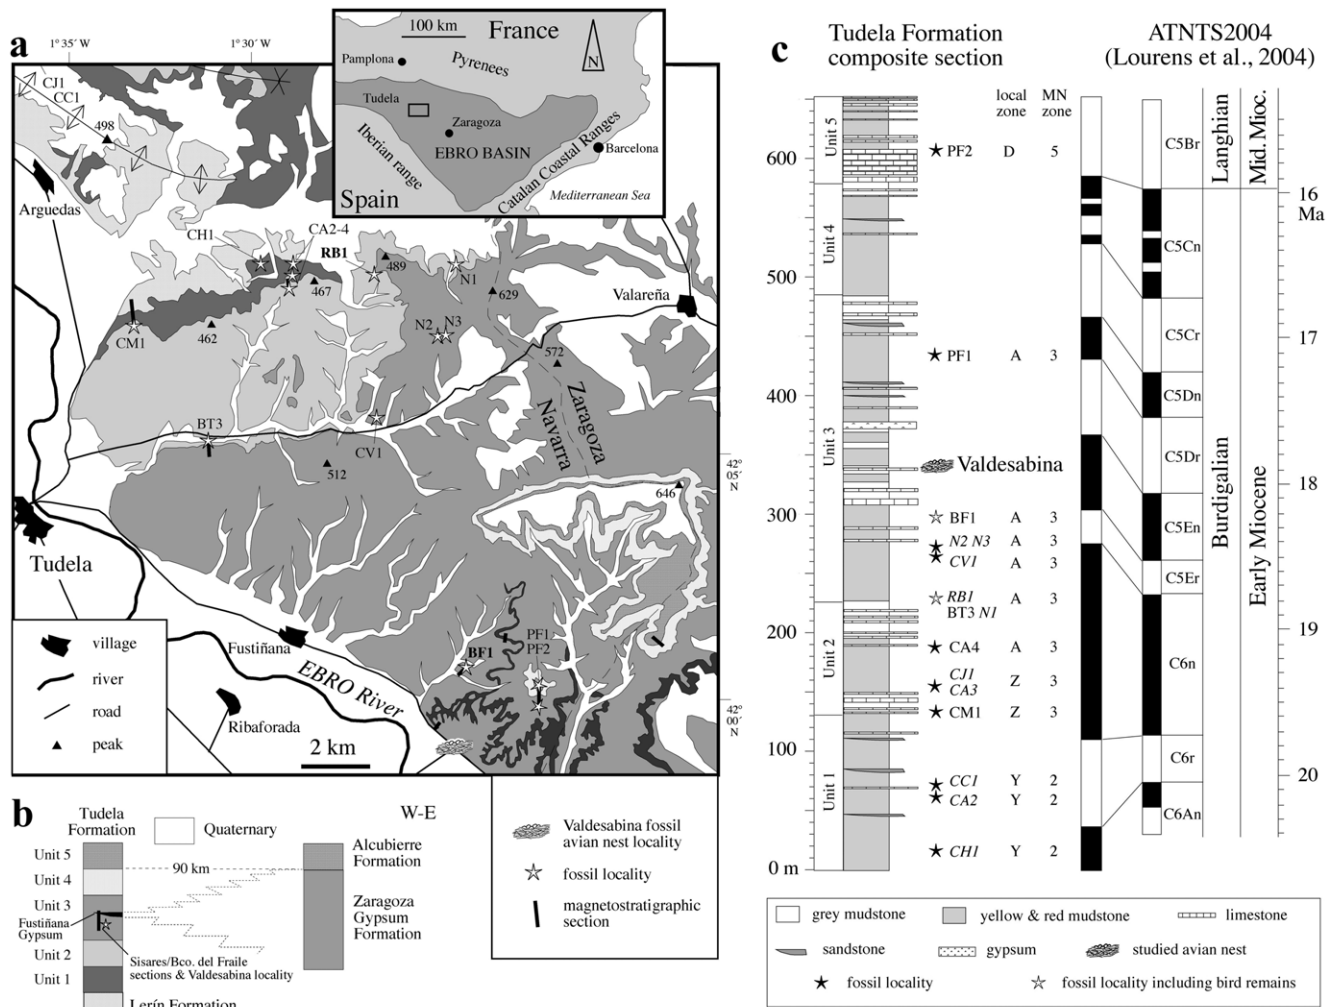 a
1° 35' W
1° 30' W
CJ1
CC1
498
Arguedas
CH1
CA2-4
RB1
489
467
N1
629
Valareña
CM1
462
N2
N3
572
Zaragoza
Navarra
BT3
CV1
512
646
42°
05'
N
Tudela
Fustiñana
EBRO River
Ribaforada
BF1
PF1
PF2
42°
00'
N
2 km
100 km
France
N
Pamplona
Pyrenees
Tudela
Zaragoza
EBRO BASIN
Iberian range
Catalan Coastal Ranges
Barcelona
Spain
Mediterranean Sea
village
river
road
peak
Valdesabina fossil
avian nest locality
fossil locality
magnetostratigraphic
section
b
Tudela
Formation
Quaternary
W-E
Unit 5
Unit 4
Unit 3
Fustiñana
Gypsum
Unit 2
Unit 1
90 km
Alcubierre
Formation
Zaragoza
Gypsum
Formation
Sisares/Bco. del Fraile
sections & Valdesabina locality
Lerín Formation
c
Tudela Formation
composite section
ATNTS2004
(Lourens et al., 2004)
local
zone
MN
zone
Unit 5
Unit 4
Unit 3
Unit 2
Unit 1
600
500
400
300
200
100
0 m
PF2 D 5
PF1 A 3
Valdesabina
BF1 A 3
N2 N3 A 3
CV1 A 3
RB1 A 3
BT3 N1
CA4 A 3
CJ1
CA3 Z 3
CM1 Z 3
CC1 Y 2
CA2 Y 2
CH1 Y 2
C5Br
C5Cn
C5Cr
C5Dn
C5Dr
C5En
C5Er
C6n
C6r
C6An
Langhian
Burdigalian
Mid. Mioc.
Early Miocene
16
Ma
17
18
19
20
grey mudstone
yellow & red mudstone
limestone
sandstone
gypsum
studied avian nest
fossil locality
fossil locality including bird remains